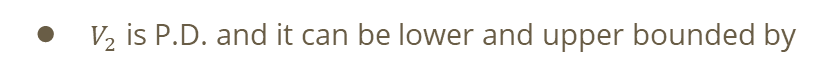 ● V₂ is P.D. and it can be lower and upper bounded by